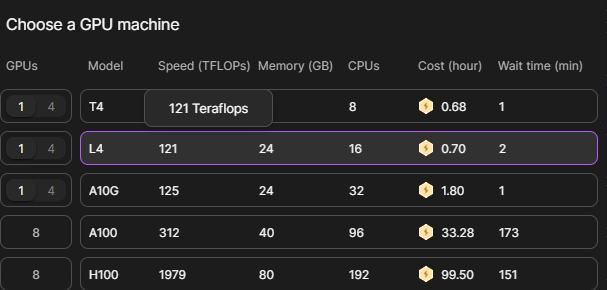 Choose a GPU machine
GPUs Model Speed (TFLOPs) Memory (GB) CPUs Cost (hour) Wait time (min)
1 4 T4 121 Teraflops 8 0.68 1
1 4 L4 121 24 16 0.70 2
1 4 A10G 125 24 32 1.80 1
8 A100 312 40 96 33.28 173
8 H100 1979 80 192 99.50 151